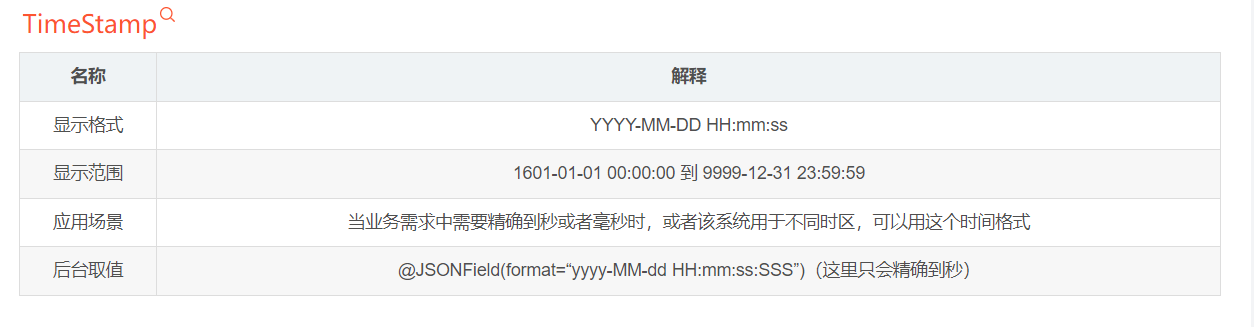 TimeStamp
名称 解释
显示格式 YYYY-MM-DD HH:mm:ss
显示范围 1601-01-01 00:00:00 到 9999-12-31 23:59:59
应用场景 当业务需求中需要精确到秒或者毫秒时，或者该系统用于不同时区，可以用这个时间格式
后台取值 @JSONField(format=“yyyy-MM-dd HH:mm:ss:SSS”)（这里只会精确到秒）